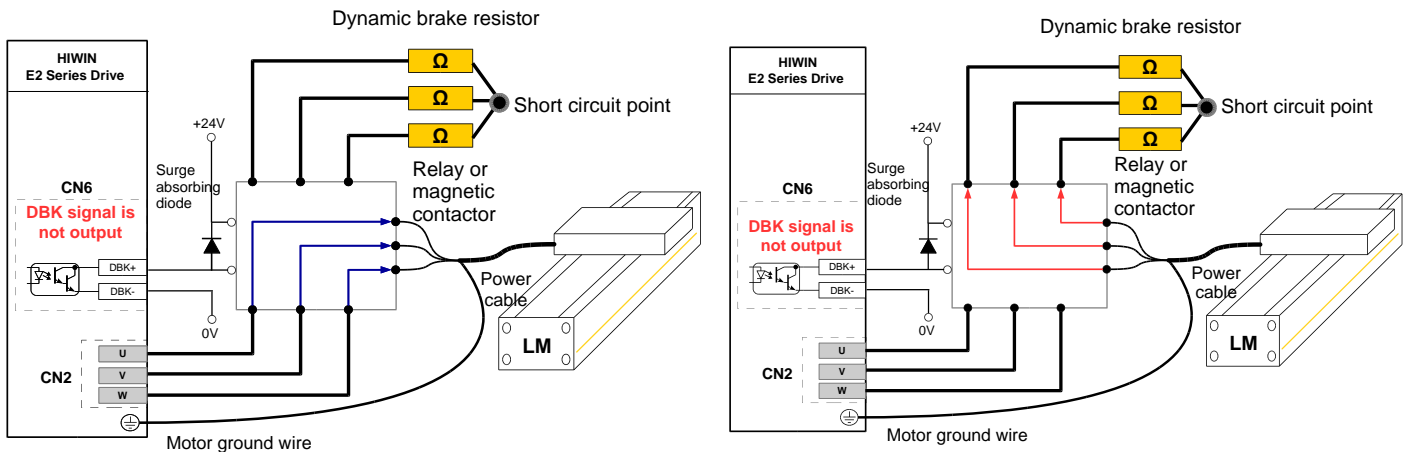 Dynamic brake resistor
HIWIN
E2 Series Drive
Ω
Ω
Ω
Short circuit point
+24V
Surge
absorbing
diode
Relay or
magnetic
contactor
CN6
DBK signal is
not output
DBK+
DBK-
0V
Power
cable
LM
CN2
U
V
W
Motor ground wire
Dynamic brake resistor
HIWIN
E2 Series Drive
Ω
Ω
Ω
Short circuit point
+24V
Surge
absorbing
diode
Relay or
magnetic
contactor
CN6
DBK signal is
not output
DBK+
DBK-
0V
Power
cable
LM
CN2
U
V
W
Motor ground wire